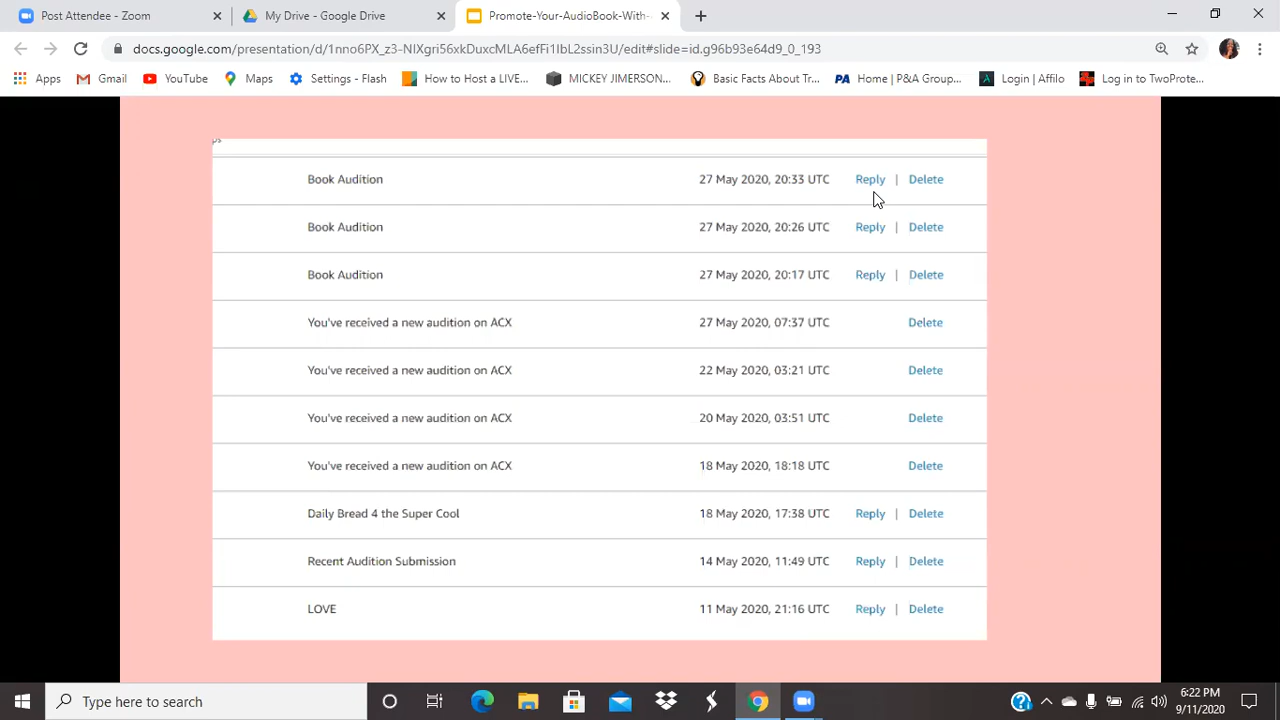 Post Attendee - Zoom
My Drive - Google Drive
Promote-Your-AudioBook-With-
docs.google.com/presentation/d/1nno6PX_z3-NIXgri56xkDuxcMLA6efFi1IbL2ssin3U/edit#slide=id.g96b93e64d9_0_193
Apps
Gmail
YouTube
Maps
Settings - Flash
How to Host a LIVE...
MICKEY JIMERSON...
Basic Facts About Tr...
PA Home | P&A Group...
Login | Affilo
Log in to TwoProte...
Book Audition 27 May 2020, 20:33 UTC Reply | Delete
Book Audition 27 May 2020, 20:26 UTC Reply | Delete
Book Audition 27 May 2020, 20:17 UTC Reply | Delete
You've received a new audition on ACX 27 May 2020, 07:37 UTC Delete
You've received a new audition on ACX 22 May 2020, 03:21 UTC Delete
You've received a new audition on ACX 20 May 2020, 03:51 UTC Delete
You've received a new audition on ACX 18 May 2020, 18:18 UTC Delete
Daily Bread 4 the Super Cool 18 May 2020, 17:38 UTC Reply | Delete
Recent Audition Submission 14 May 2020, 11:49 UTC Reply | Delete
LOVE 11 May 2020, 21:16 UTC Reply | Delete
Type here to search
6:22 PM
9/11/2020